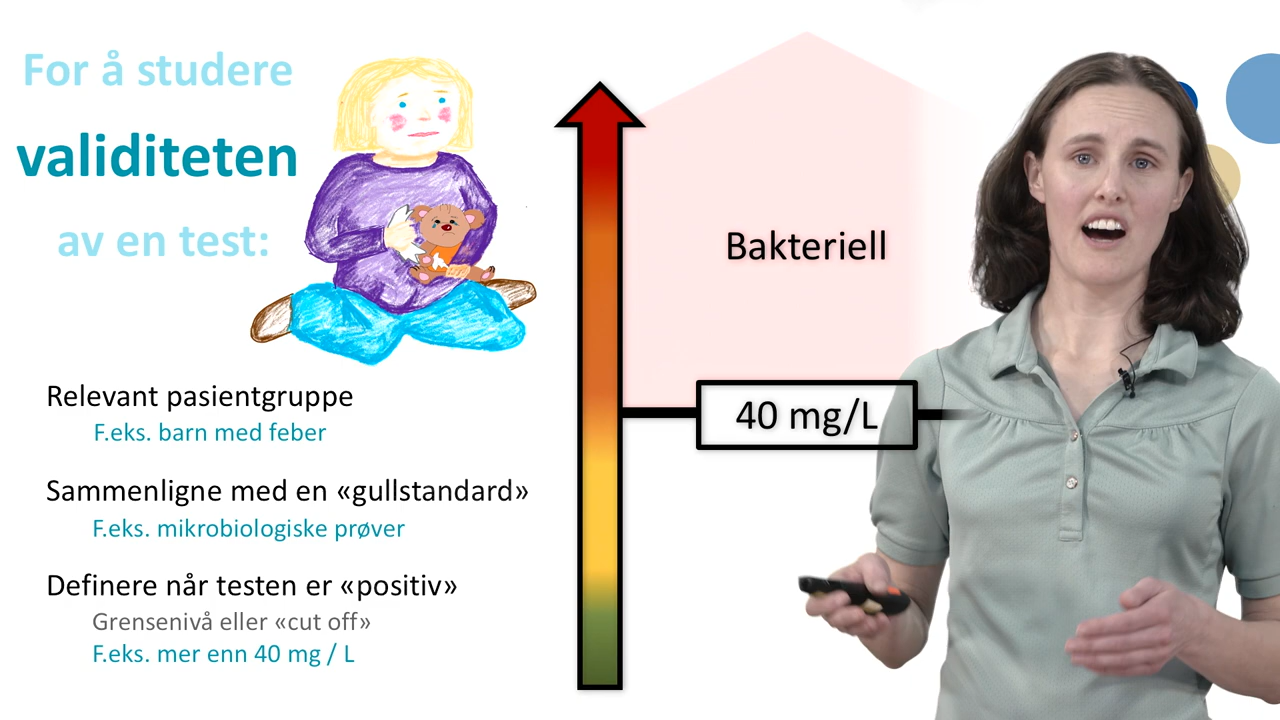 For å studere
validiteten
av en test:
Relevant pasientgruppe
F.eks. barn med feber
Sammenligne med en «gullstandard»
F.eks. mikrobiologiske prøver
Definere når testen er «positiv»
Grensenivå eller «cut off»
F.eks. mer enn 40 mg / L
Bakteriell
40 mg/L